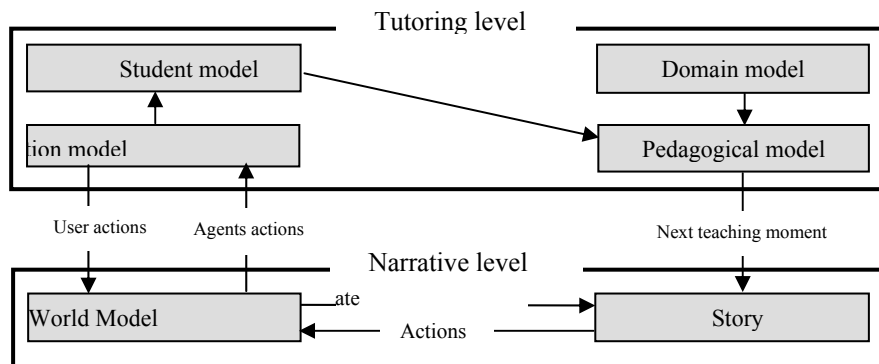 Tutoring level
Student model
Domain model
tion model
Pedagogical model
User actions
Agents actions
Next teaching moment
Narrative level
ate
World Model
Story
Actions